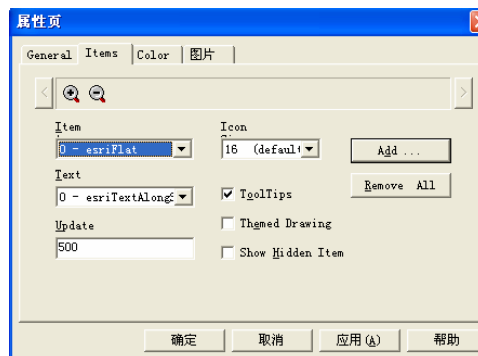 属性页
General Items Color 图片
Item Icon
0 - esriFlat 16 (default
Add ...
Text
Remove All
0 - esriTextAlong
ToolTips
Update
Themed Drawing
500
Show Hidden Item
确定 取消 应用(A) 帮助